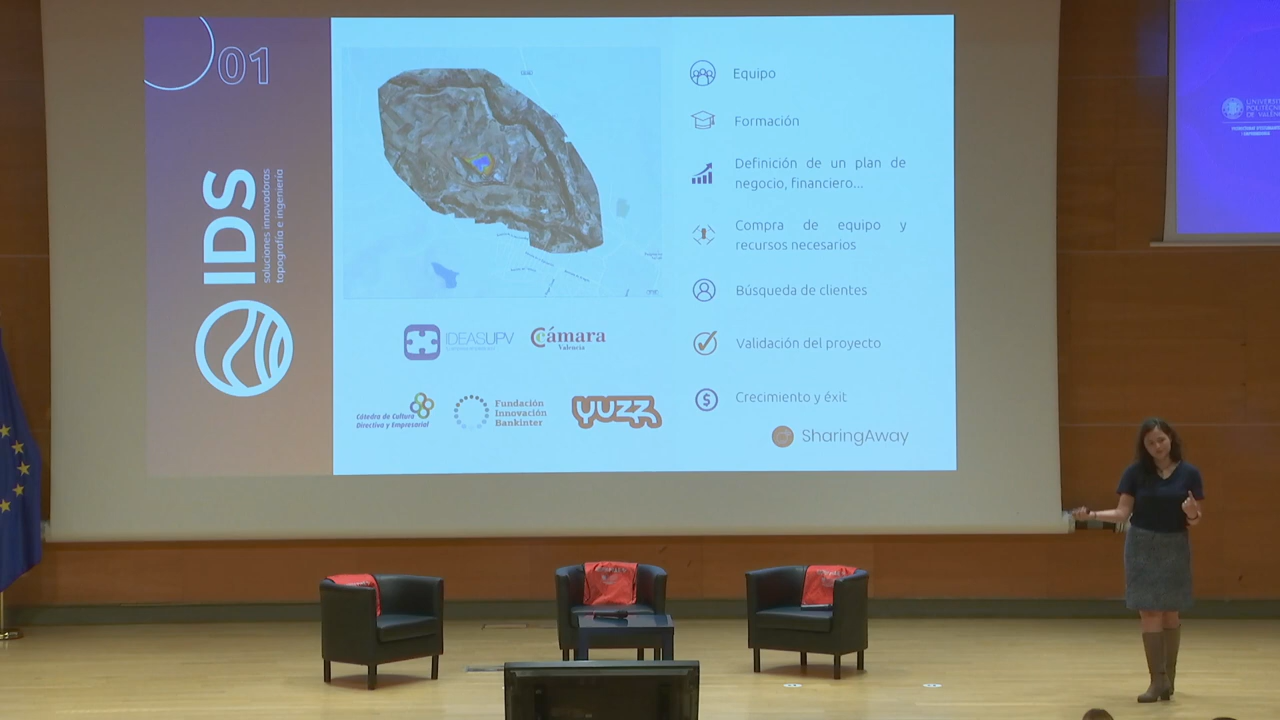 01
IDS
soluciones innovadoras
topografía e ingeniería
Equipo
Formación
Definición de un plan de
negocio, financiero...
Compra de equipo y
recursos necesarios
Búsqueda de clientes
Validación del proyecto
Crecimiento y éxit
SharingAway
IDEASUPV
Cámara
Valencia
Cátedra de Cultura
Directiva y Empresarial
Fundación
Innovación
Bankinter
YUZZ